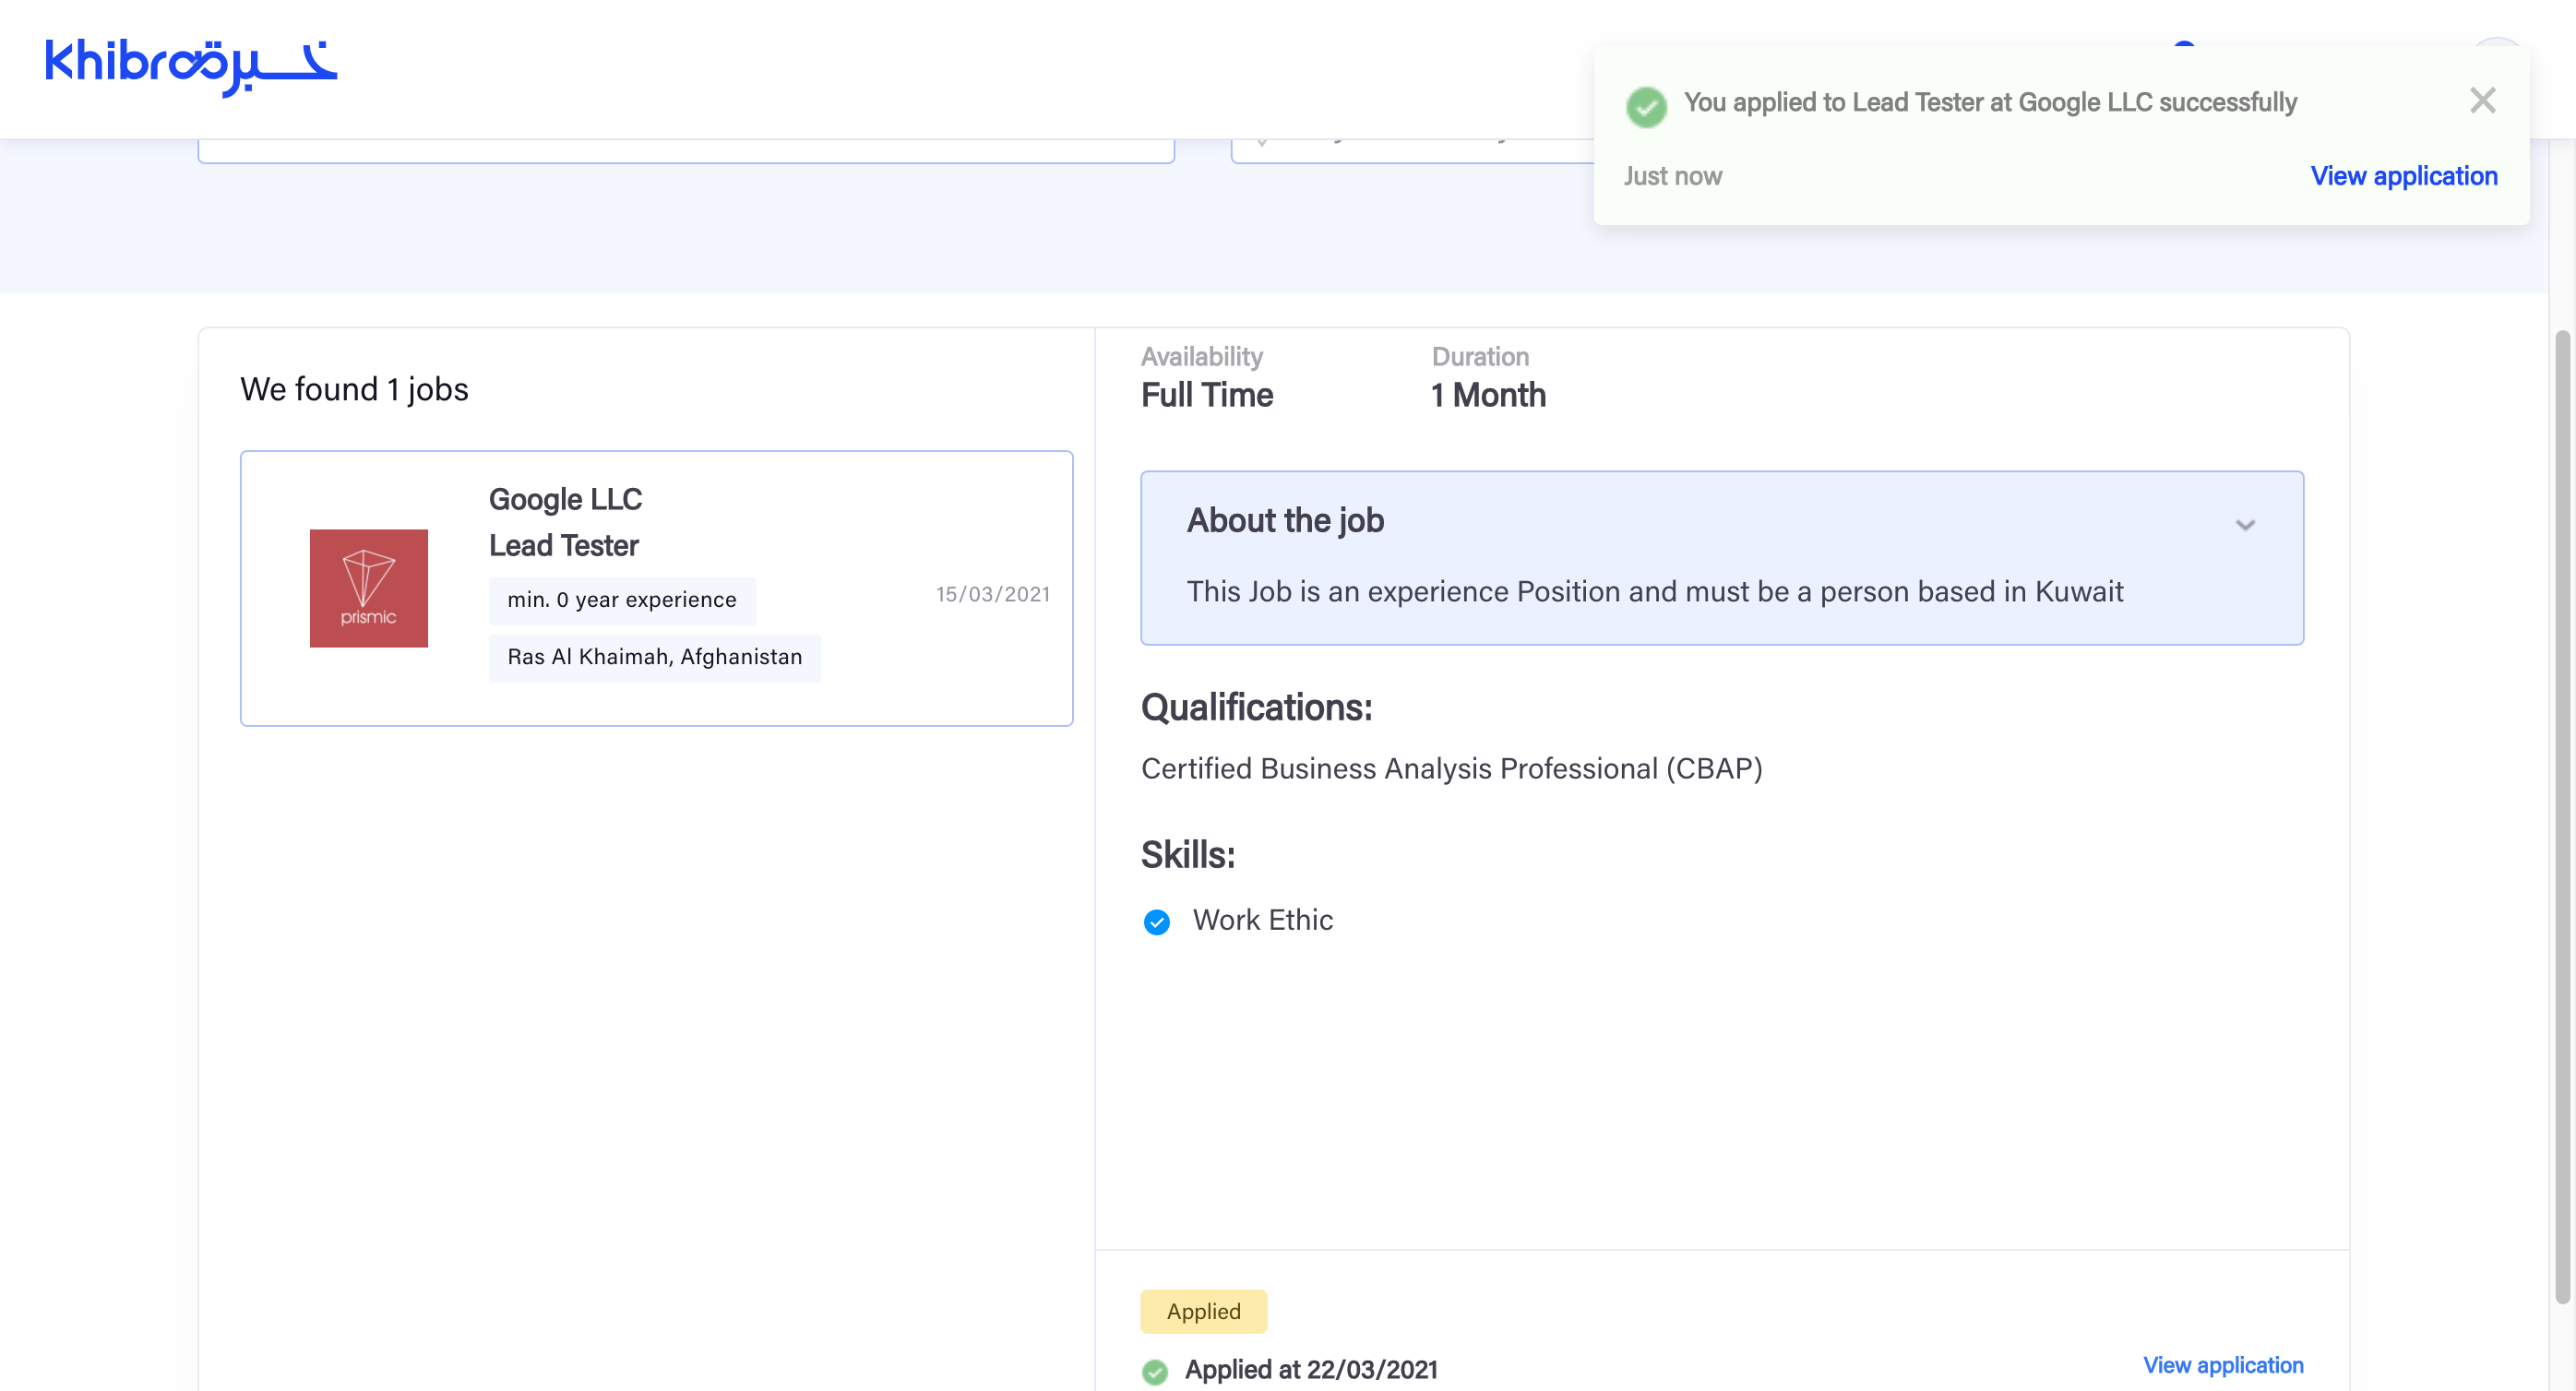 khibra خبرة
You applied to Lead Tester at Google LLC successfully
Just now
View application
We found 1 jobs
Google LLC
Lead Tester
min. 0 year experience
15/03/2021
Ras Al Khaimah, Afghanistan
prismic
Availability
Full Time
Duration
1 Month
About the job
This Job is an experience Position and must be a person based in Kuwait
Qualifications:
Certified Business Analysis Professional (CBAP)
Skills:
Work Ethic
Applied
Applied at 22/03/2021
View application